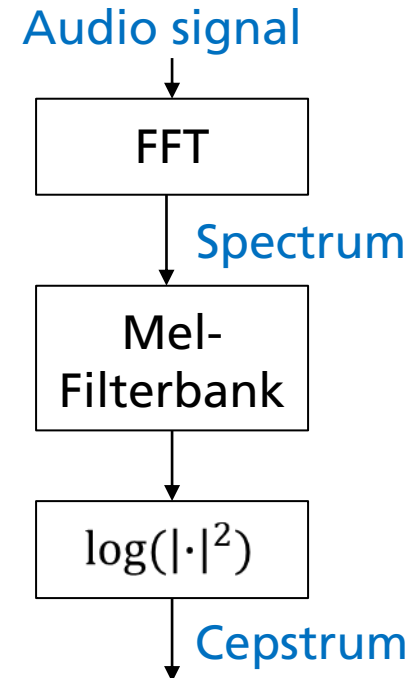 Audio signal
FFT
Spectrum
Mel-
Filterbank
log(|·|²)
Cepstrum